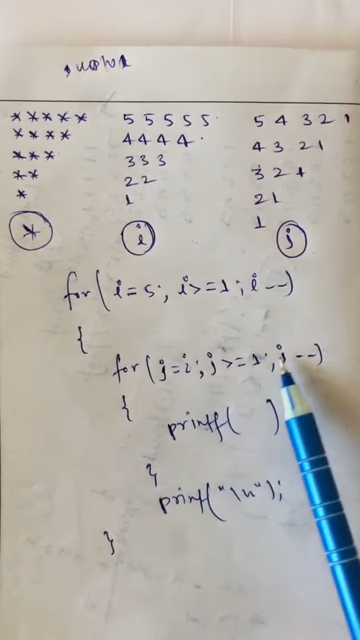 * * * * * 5 5 5 5 5 5 4 3 2 1
* * * * 4 4 4 4 4 3 2 1
* * * 3 3 3 3 2 1
* * 2 2 2 1
* 1 1
* i j
for(i=5; i>=1; i--)
{
for(j=i; j>=1; j--)
{
printf( )
}
printf("\n");
}